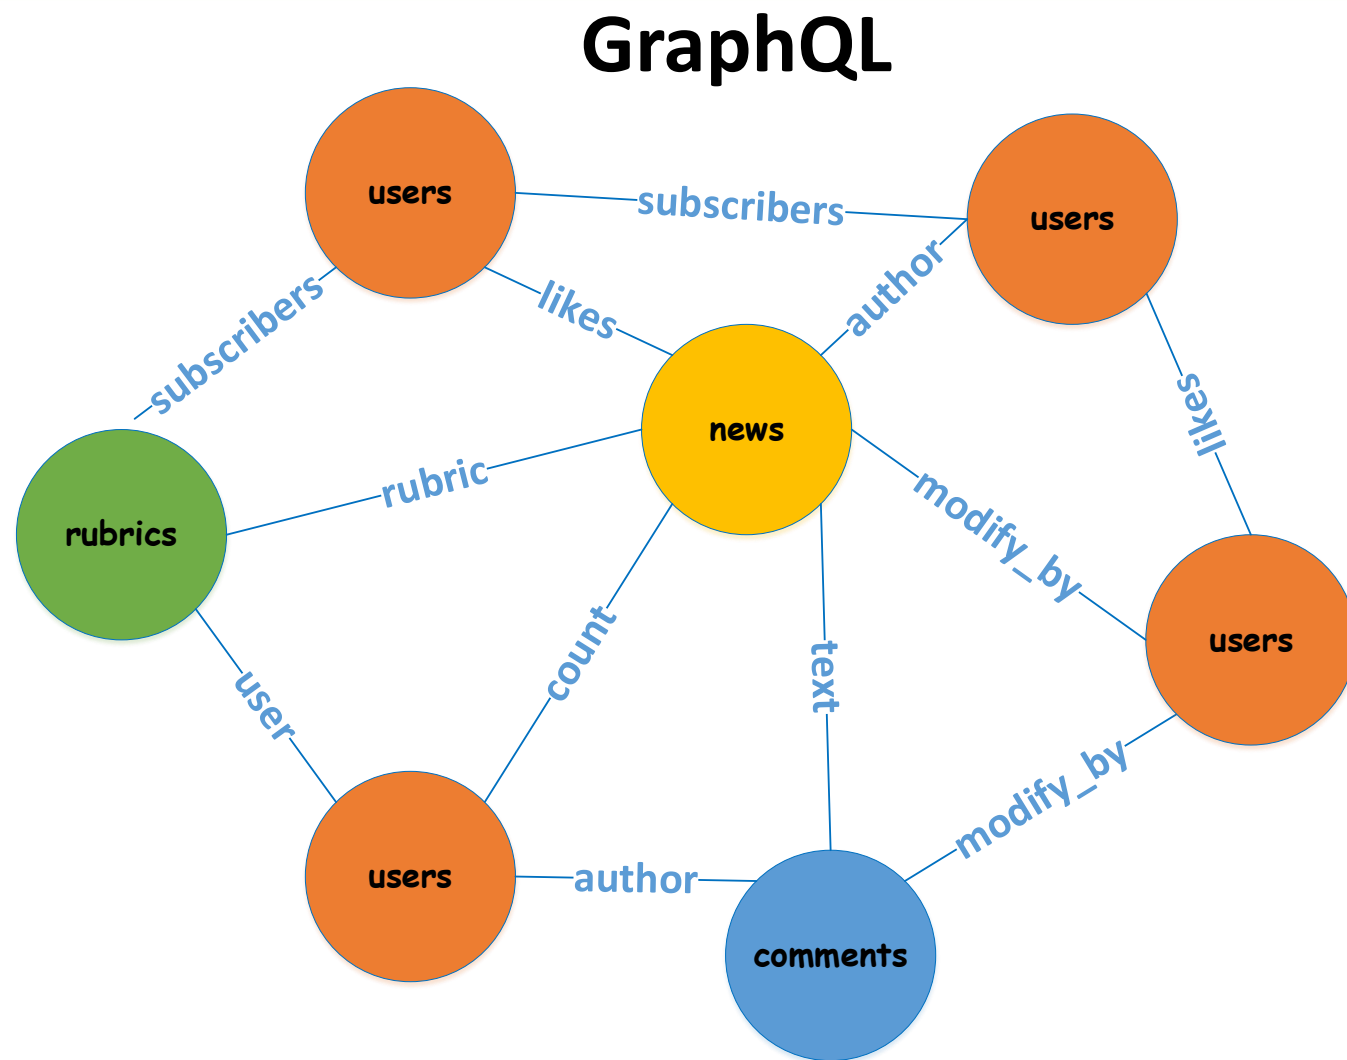 GraphQL
users
subscribers
users
subscribers
likes
author
likes
news
rubric
rubrics
modify_by
count
text
users
user
modify_by
users
author
comments